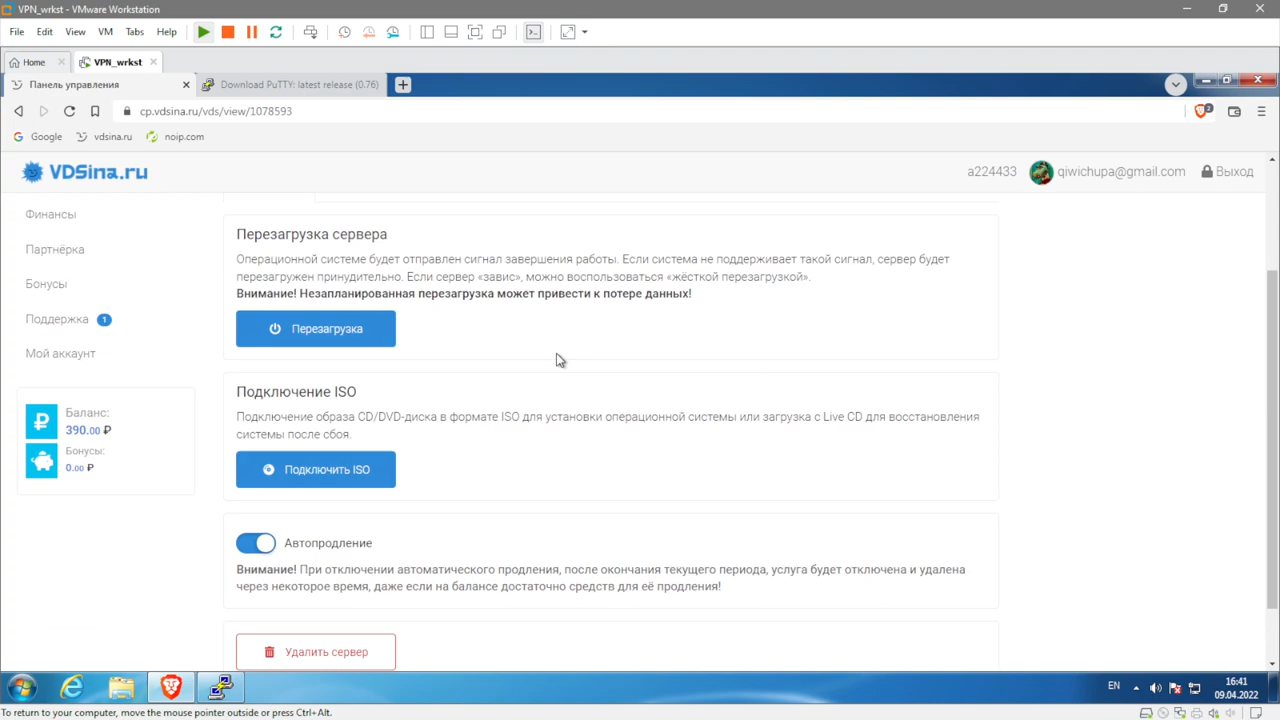 VPN_wrkst - VMware Workstation
File Edit View VM Tabs Help
Home VPN_wrkst
Панель управления Download PuTTY: latest release (0.76)
cp.vdsina.ru/vds/view/1078593
2
Google vdsina.ru noip.com
VDSina.ru a224433 qiwichupa@gmail.com Выход
Финансы
Партнёрка
Бонусы
Поддержка 1
Мой аккаунт
Баланс:
390.00 ₽
Бонусы:
0.00 ₽
Перезагрузка сервера
Операционной системе будет отправлен сигнал завершения работы. Если система не поддерживает такой сигнал, сервер будет
перезагружен принудительно. Если сервер «завис», можно воспользоваться «жёсткой перезагрузкой».
Внимание! Незапланированная перезагрузка может привести к потере данных!
Перезагрузка
Подключение ISO
Подключение образа CD/DVD-диска в формате ISO для установки операционной системы или загрузка с Live CD для восстановления
системы после сбоя.
Подключить ISO
Автопродление
Внимание! При отключении автоматического продления, после окончания текущего периода, услуга будет отключена и удалена
через некоторое время, даже если на балансе достаточно средств для её продления!
Удалить сервер
EN 16:41
09.04.2022
To return to your computer, move the mouse pointer outside or press Ctrl+Alt.